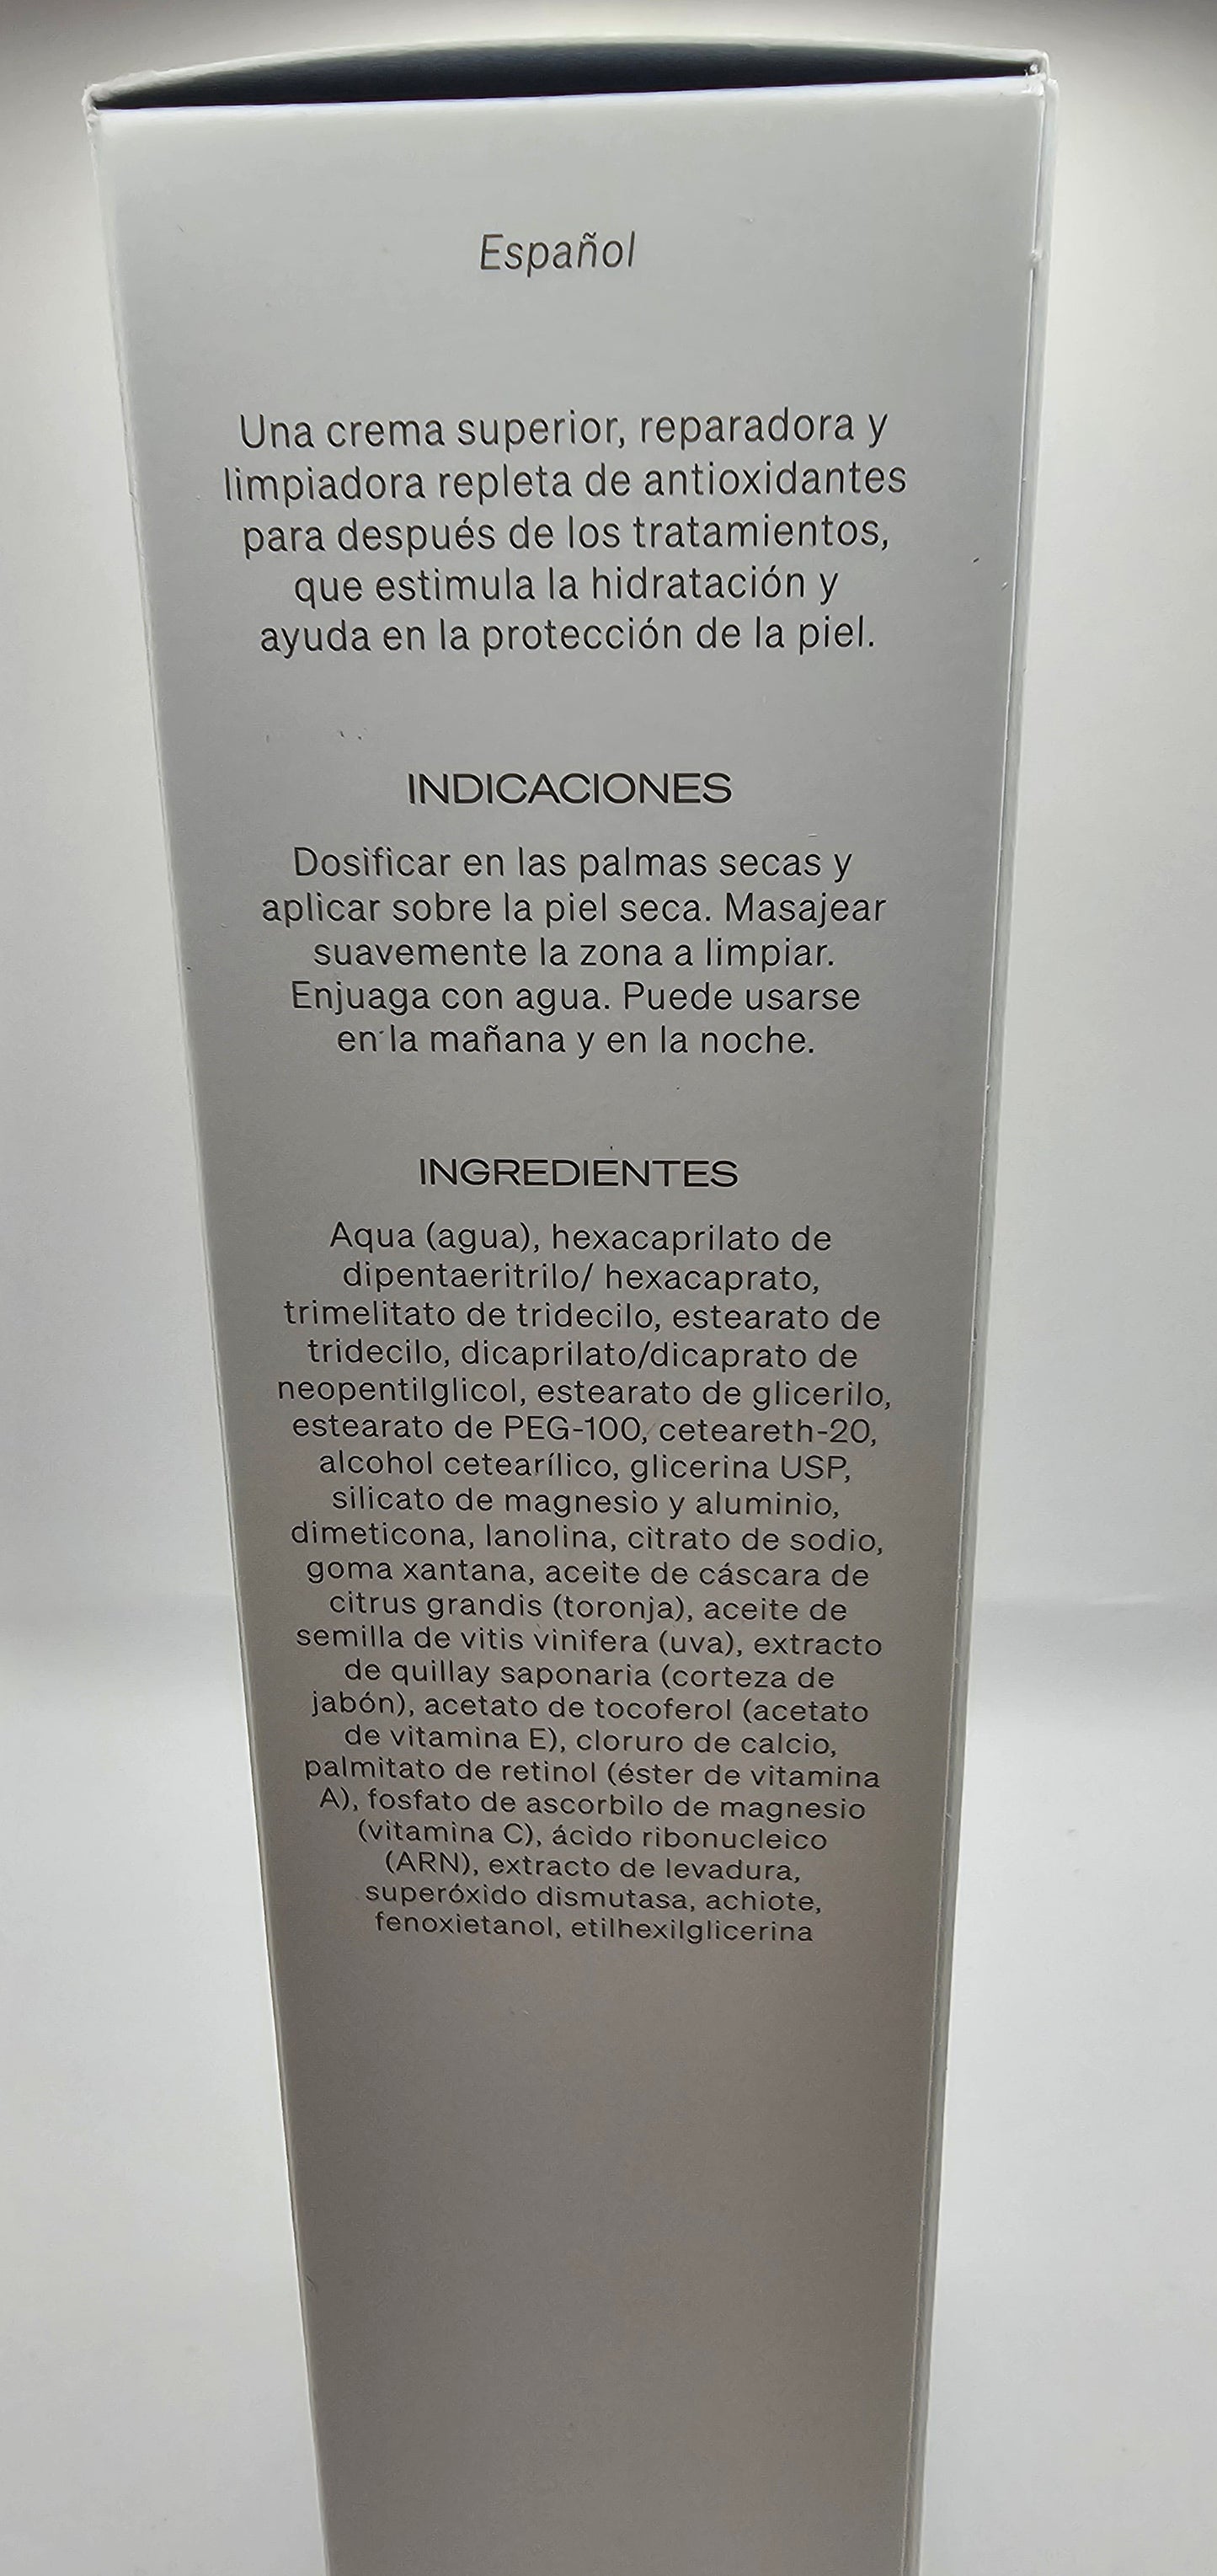 Español
Una crema superior, reparadora y
limpiadora repleta de antioxidantes
para después de los tratamientos,
que estimula la hidratación y
ayuda en la protección de la piel.
INDICACIONES
Dosificar en las palmas secas y
aplicar sobre la piel seca. Masajear
suavemente la zona a limpiar.
Enjuaga con agua. Puede usarse
en la mañana y en la noche.
INGREDIENTES
Aqua (agua), hexacaprilato de
dipentaeritrilo/ hexacaprato,
trimelitato de tridecilo, estearato de
tridecilo, dicaprilato/dicaprato de
neopentilglicol, estearato de glicerilo,
estearato de PEG-100, ceteareth-20,
alcohol cetearílico, glicerina USP,
silicato de magnesio y aluminio,
dimeticona, lanolina, citrato de sodio,
goma xantana, aceite de cáscara de
citrus grandis (toronja), aceite de
semilla de vitis vinifera (uva), extracto
de quillay saponaria (corteza de
jabón), acetato de tocoferol (acetato
de vitamina E), cloruro de calcio,
palmitato de retinol (éster de vitamina
A), fosfato de ascorbilo de magnesio
(vitamina C), ácido ribonucleico
(ARN), extracto de levadura,
superóxido dismutasa, achiote,
fenoxietanol, etilhexilglicerina